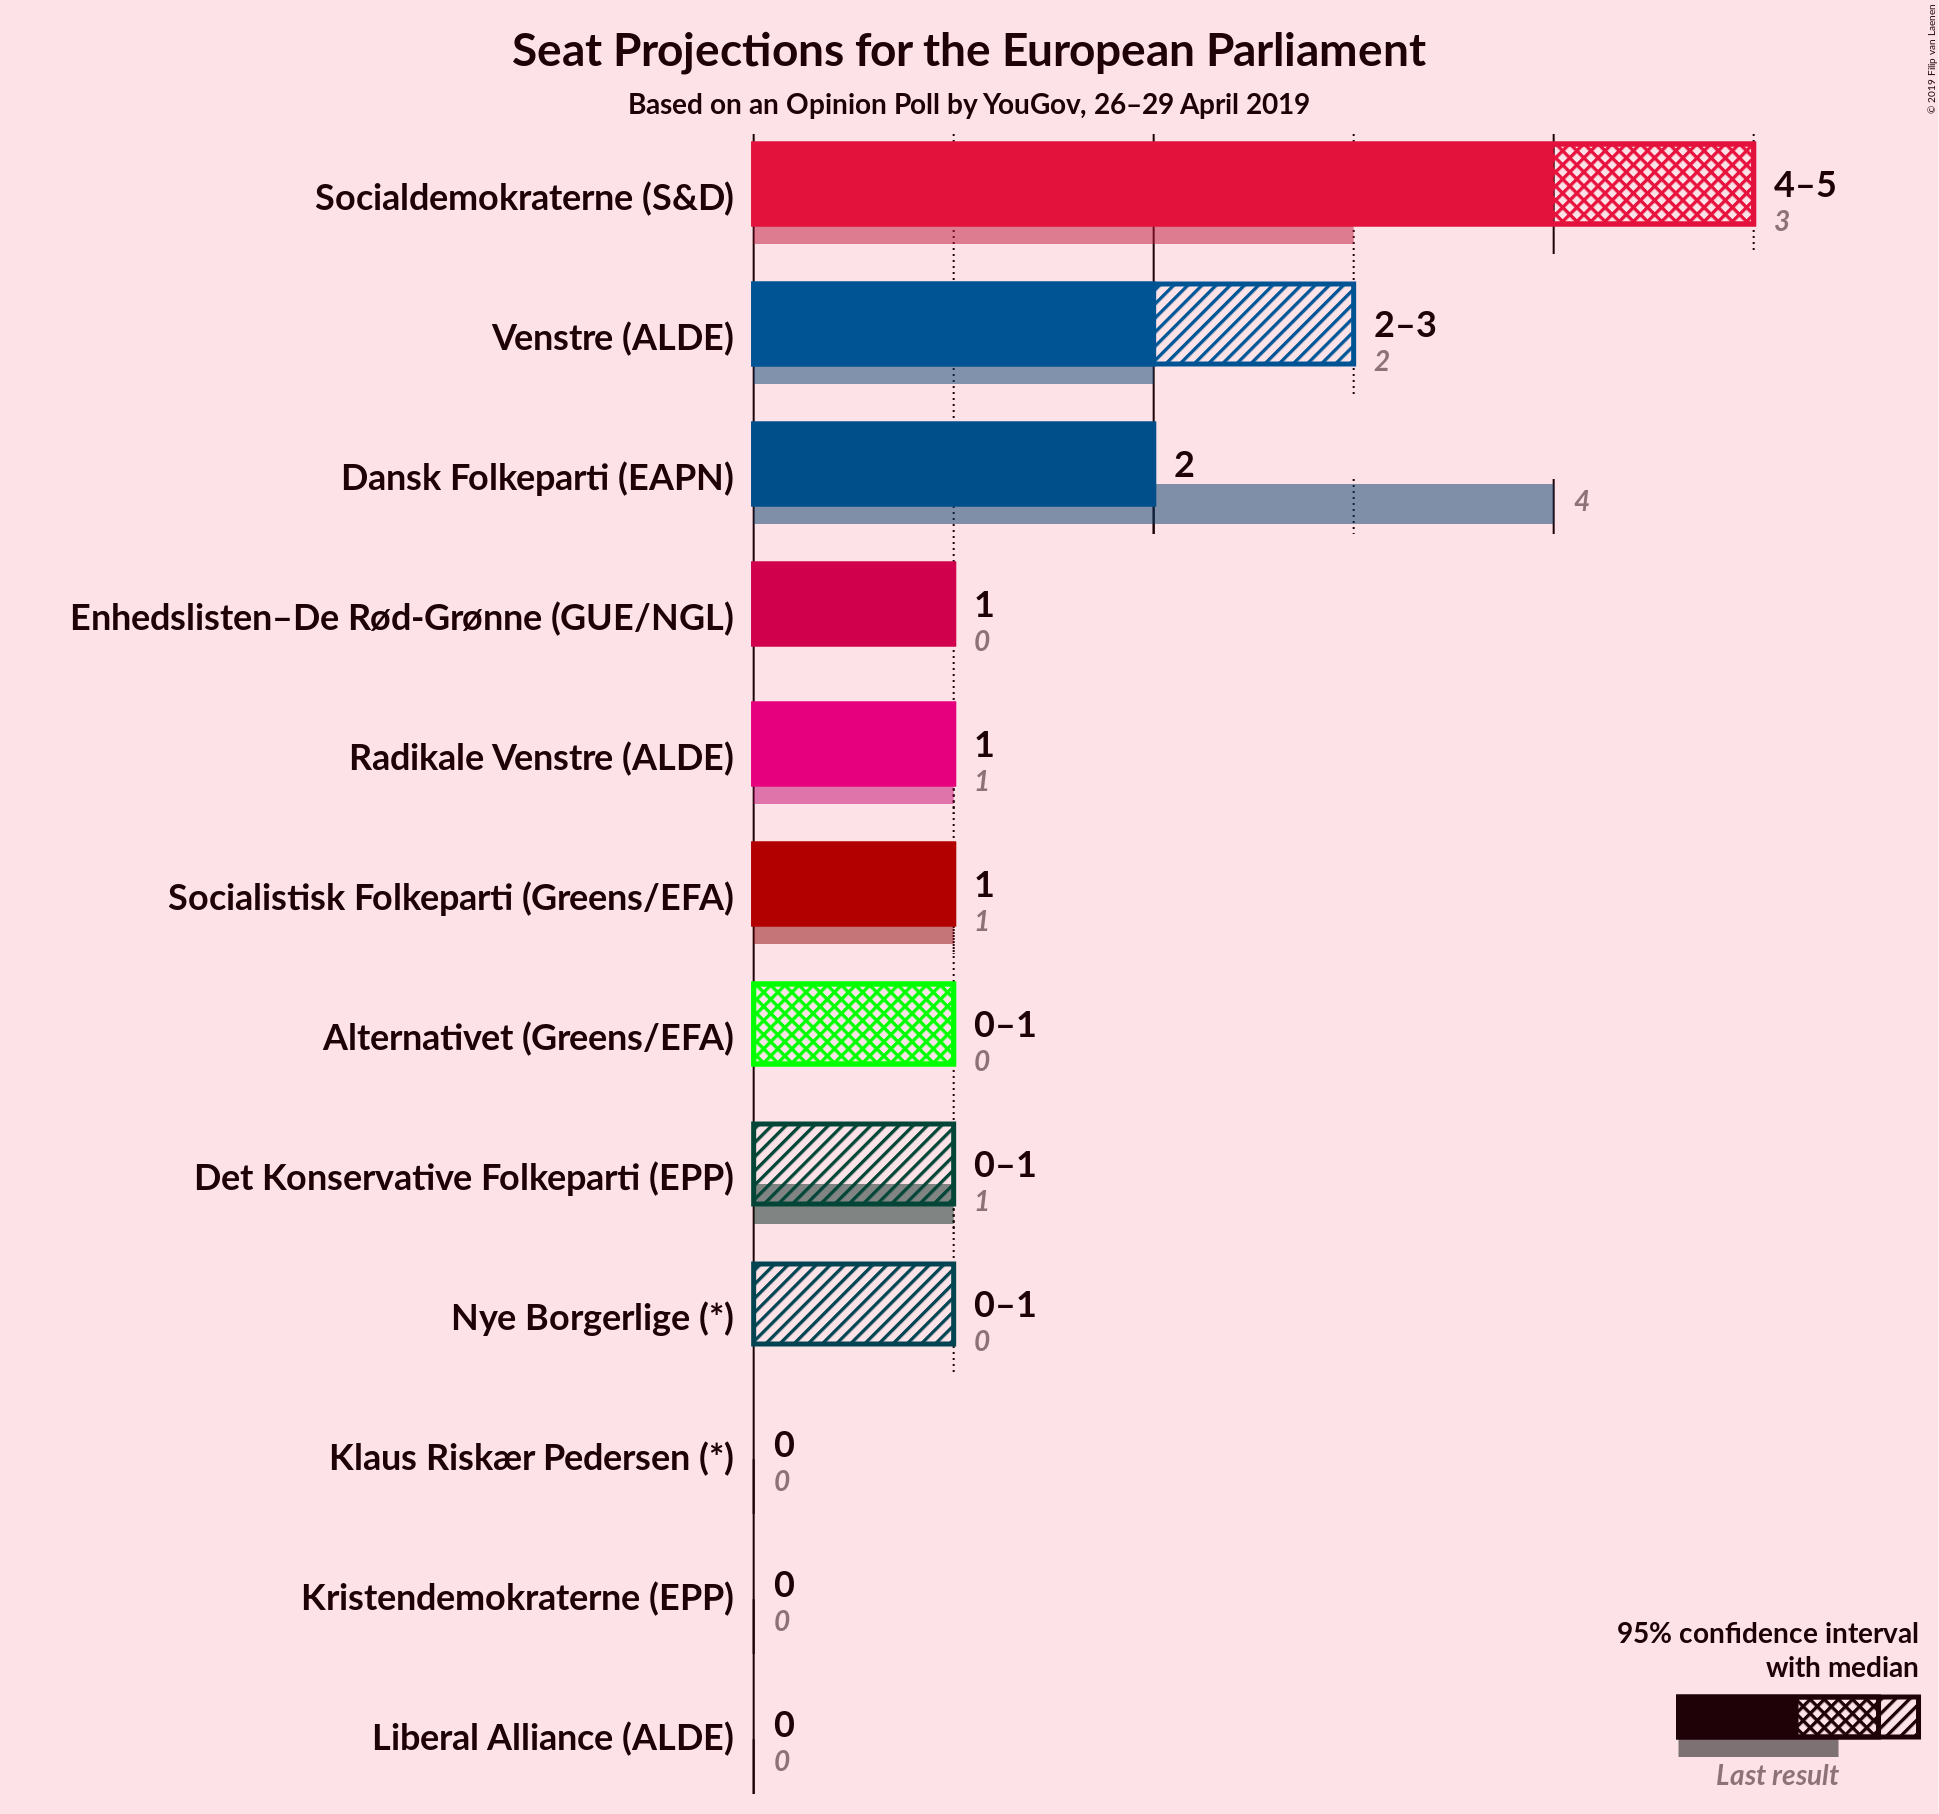 Seat Projections for the European Parliament
Based on an Opinion Poll by YouGov, 26–29 April 2019
© 2019 Filip van Laenen
Socialdemokraterne (S&D)
4–5
3
Venstre (ALDE)
2–3
2
Dansk Folkeparti (EAPN)
2
4
Enhedslisten–De Rød-Grønne (GUE/NGL)
1
0
Radikale Venstre (ALDE)
1
1
Socialistisk Folkeparti (Greens/EFA)
1
1
Alternativet (Greens/EFA)
0–1
0
Det Konservative Folkeparti (EPP)
0–1
1
Nye Borgerlige (*)
0–1
0
Klaus Riskær Pedersen (*)
0
0
Kristendemokraterne (EPP)
0
0
Liberal Alliance (ALDE)
0
0
95% confidence interval
with median
Last result